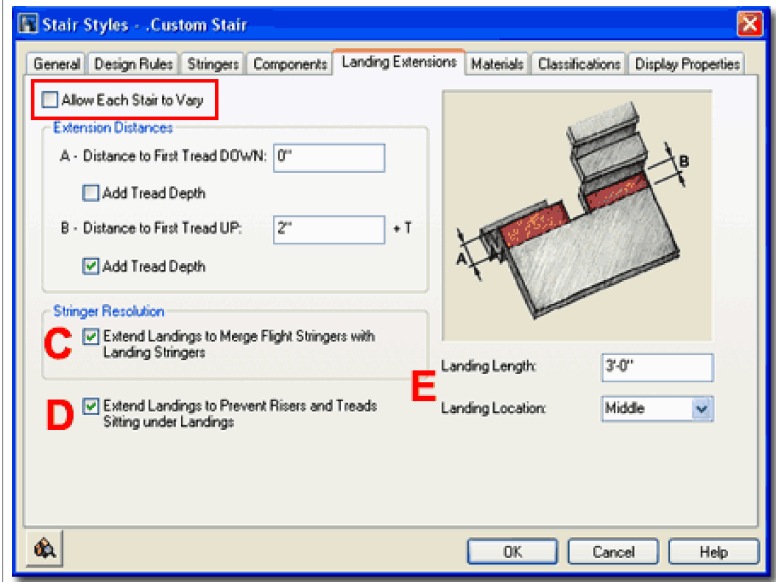 Stair Styles - .Custom Stair
General Design Rules Stringers Components Landing Extensions Materials Classifications Display Properties
Allow Each Stair to Vary
Extension Distances
A - Distance to First Tread DOWN: 0"
Add Tread Depth
B - Distance to First Tread UP: 2" + T
Add Tread Depth
B
A
Stringer Resolution
C Extend Landings to Merge Flight Stringers with
Landing Stringers
D Extend Landings to Prevent Risers and Treads
Sitting under Landings
E
Landing Length: 3'-0"
Landing Location: Middle
OK Cancel Help